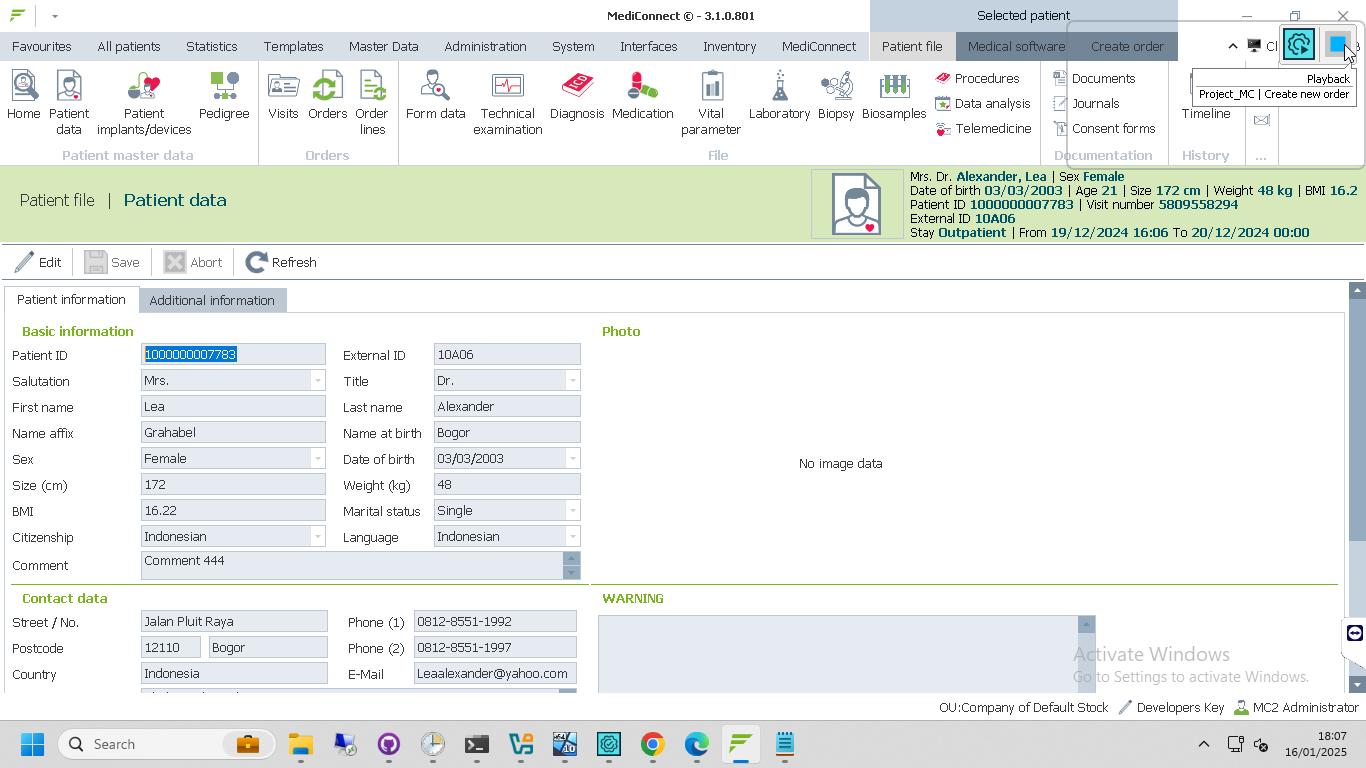 MediConnect © - 3.1.0.801
Selected patient
Favourites All patients Statistics Templates Master Data Administration System Interfaces Inventory MediConnect Patient file Medical software Create order
Playback
Project_MC | Create new order
Home Patient data Patient implants/devices Pedigree Visits Orders Order lines Form data Technical examination Diagnosis Medication Vital parameter Laboratory Biopsy Biosamples
Procedures
Data analysis
Telemedicine
Documents
Journals
Consent forms
Timeline
Patient master data Orders File Documentation History ...
Patient file | Patient data
Mrs. Dr. Alexander, Lea | Sex Female
Date of birth 03/03/2003 | Age 21 | Size 172 cm | Weight 48 kg | BMI 16.2
Patient ID 1000000007783 | Visit number 5809558294
External ID 10A06
Stay Outpatient | From 19/12/2024 16:06 To 20/12/2024 00:00
Edit Save Abort Refresh
Patient information Additional information
Basic information
Patient ID 1000000007783 External ID 10A06
Salutation Mrs. Title Dr.
First name Lea Last name Alexander
Name affix Grahabel Name at birth Bogor
Sex Female Date of birth 03/03/2003
Size (cm) 172 Weight (kg) 48
BMI 16.22 Marital status Single
Citizenship Indonesian Language Indonesian
Comment Comment 444
Photo
No image data
Contact data
Street / No. Jalan Pluit Raya Phone (1) 0812-8551-1992
Postcode 12110 Bogor Phone (2) 0812-8551-1997
Country Indonesia E-Mail Leaalexander@yahoo.com
WARNING
Activate Windows
Go to Settings to activate Windows.
OU:Company of Default Stock Developers Key MC2 Administrator
Search
18:07
16/01/2025